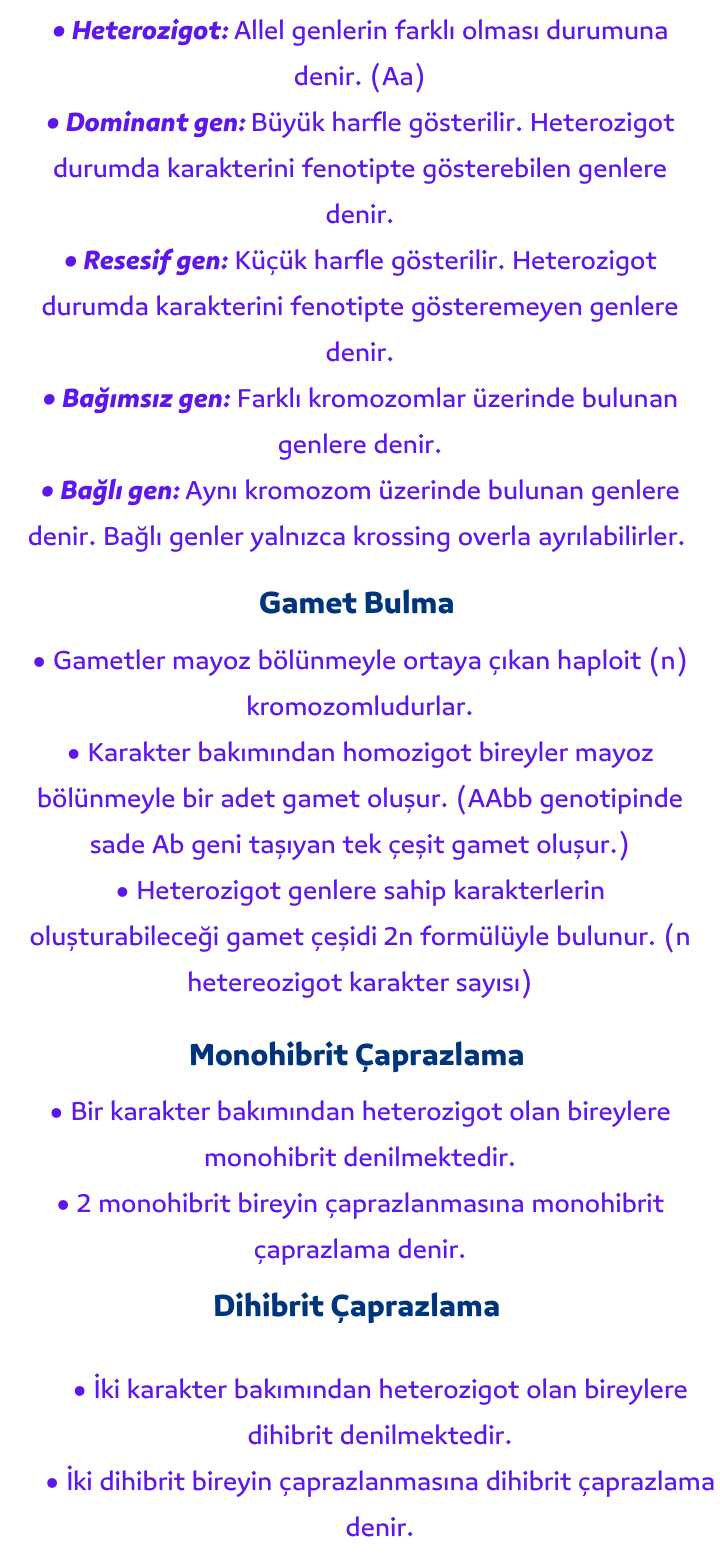 • Heterozigot: Allel genlerin farklı olması durumuna
denir. (Aa)
• Dominant gen: Büyük harfle gösterilir. Heterozigot
durumda karakterini fenotipte gösterebilen genlere
denir.
• Resesif gen: Küçük harfle gösterilir. Heterozigot
durumda karakterini fenotipte gösteremeyen genlere
denir.
• Bağımsız gen: Farklı kromozomlar üzerinde bulunan
genlere denir.
• Bağlı gen: Aynı kromozom üzerinde bulunan genlere
denir. Bağlı genler yalnızca krossing overla ayrılabilirler.
Gamet Bulma
• Gametler mayoz bölünmeyle ortaya çıkan haploit (n)
kromozomludurlar.
• Karakter bakımından homozigot bireyler mayoz
bölünmeyle bir adet gamet oluşur. (AAbb genotipinde
sade Ab geni taşıyan tek çeşit gamet oluşur.)
• Heterozigot genlere sahip karakterlerin
oluşturabileceği gamet çeşidi 2n formülüyle bulunur. (n
hetereozigot karakter sayısı)
Monohibrit Çaprazlama
• Bir karakter bakımından heterozigot olan bireylere
monohibrit denilmektedir.
• 2 monohibrit bireyin çaprazlanmasına monohibrit
çaprazlama denir.
Dihibrit Çaprazlama
• İki karakter bakımından heterozigot olan bireylere
dihibrit denilmektedir.
• İki dihibrit bireyin çaprazlanmasına dihibrit çaprazlama
denir.